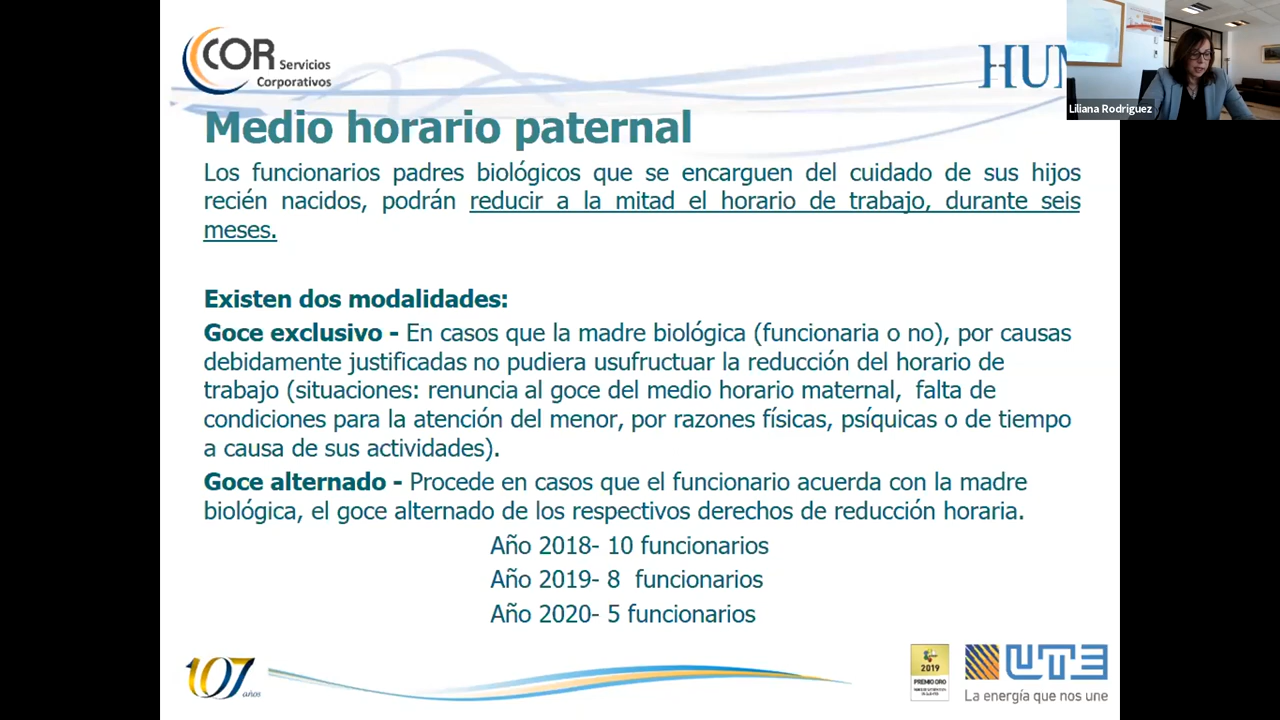 COR Servicios
Corporativos
HUM
Liliana Rodriguez
Medio horario paternal
Los funcionarios padres biológicos que se encarguen del cuidado de sus hijos
recién nacidos, podrán reducir a la mitad el horario de trabajo, durante seis
meses.
Existen dos modalidades:
Goce exclusivo - En casos que la madre biológica (funcionaria o no), por causas
debidamente justificadas no pudiera usufructuar la reducción del horario de
trabajo (situaciones: renuncia al goce del medio horario maternal, falta de
condiciones para la atención del menor, por razones físicas, psíquicas o de tiempo
a causa de sus actividades).
Goce alternado - Procede en casos que el funcionario acuerda con la madre
biológica, el goce alternado de los respectivos derechos de reducción horaria.
Año 2018- 10 funcionarios
Año 2019- 8 funcionarios
Año 2020- 5 funcionarios
107 años
2019
PREMIO ORO
UTE
La energía que nos une